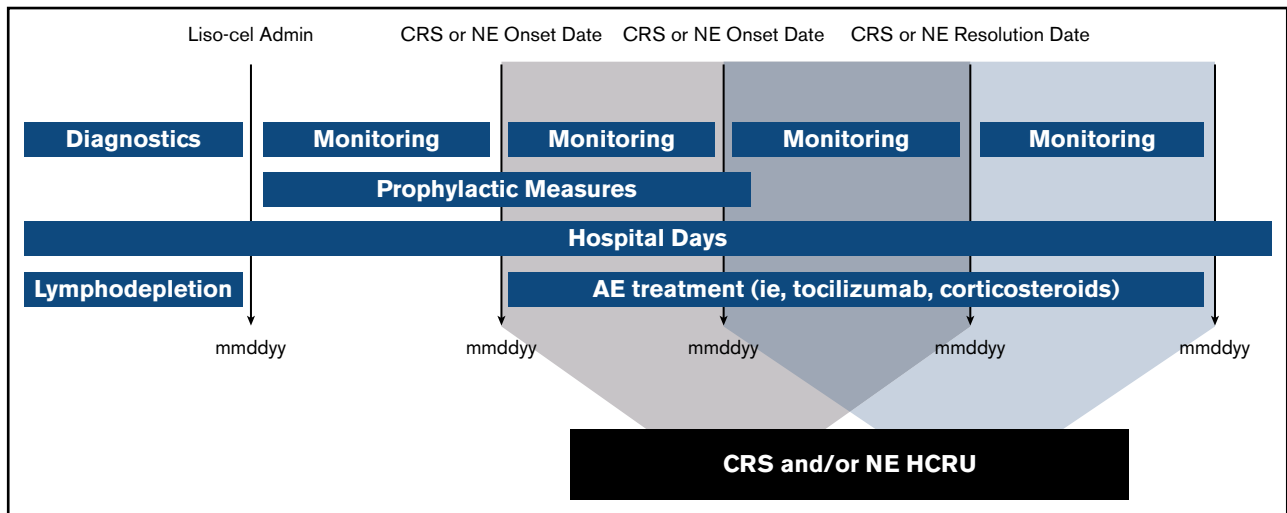 Liso-cel Admin
CRS or NE Onset Date
CRS or NE Onset Date
CRS or NE Resolution Date
Diagnostics
Monitoring
Monitoring
Monitoring
Monitoring
Prophylactic Measures
Hospital Days
Lymphodepletion
AE treatment (ie, tocilizumab, corticosteroids)
mmddyy
mmddyy
mmddyy
mmddyy
mmddyy
CRS and/or NE HCRU